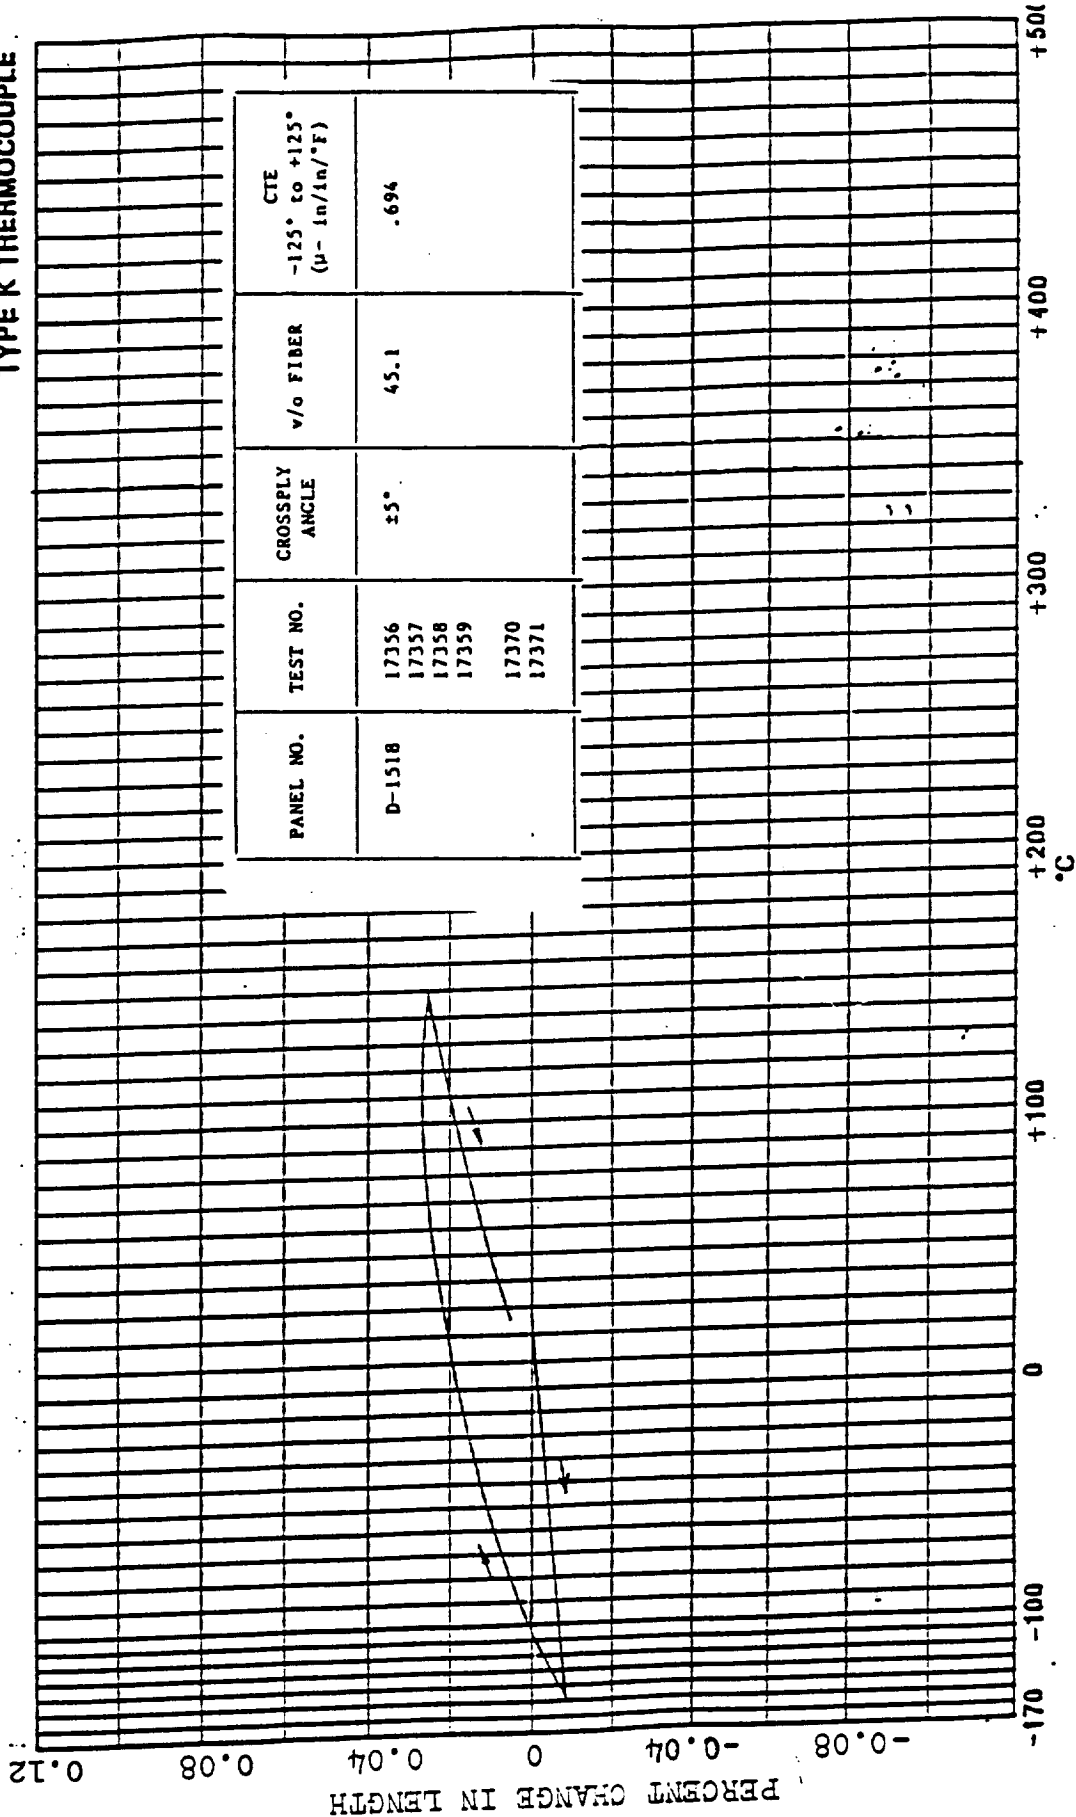 TYPE K THERMOCOUPLE
PANEL NO. TEST NO. CROSSPLY ANGLE v/o FIBER CTE -125° to +125° (μ- in/in/°F)
D-1518 17356 ±5° 45.1 .694
17357
17358
17359
17370
17371
PERCENT CHANGE IN LENGTH
0.12
0.08
0.04
0
-0.04
-0.08
-170 -100 0 +100 +200 +300 +400 +500
°C